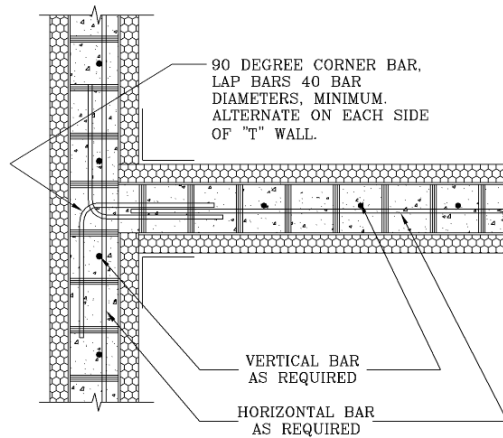 90 DEGREE CORNER BAR,
LAP BARS 40 BAR
DIAMETERS, MINIMUM.
ALTERNATE ON EACH SIDE
OF "T" WALL.
VERTICAL BAR
AS REQUIRED
HORIZONTAL BAR
AS REQUIRED